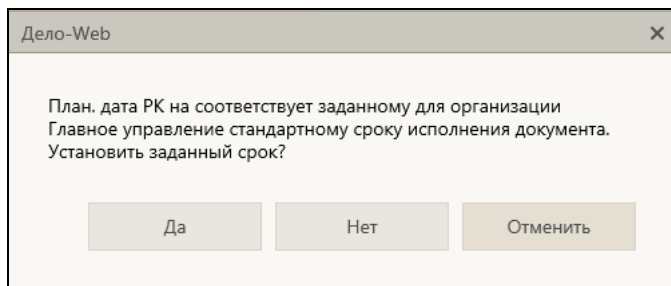 Дело-Web
План. дата РК на соответствует заданному для организации
Главное управление стандартному сроку исполнения документа.
Установить заданный срок?
Да Нет Отменить